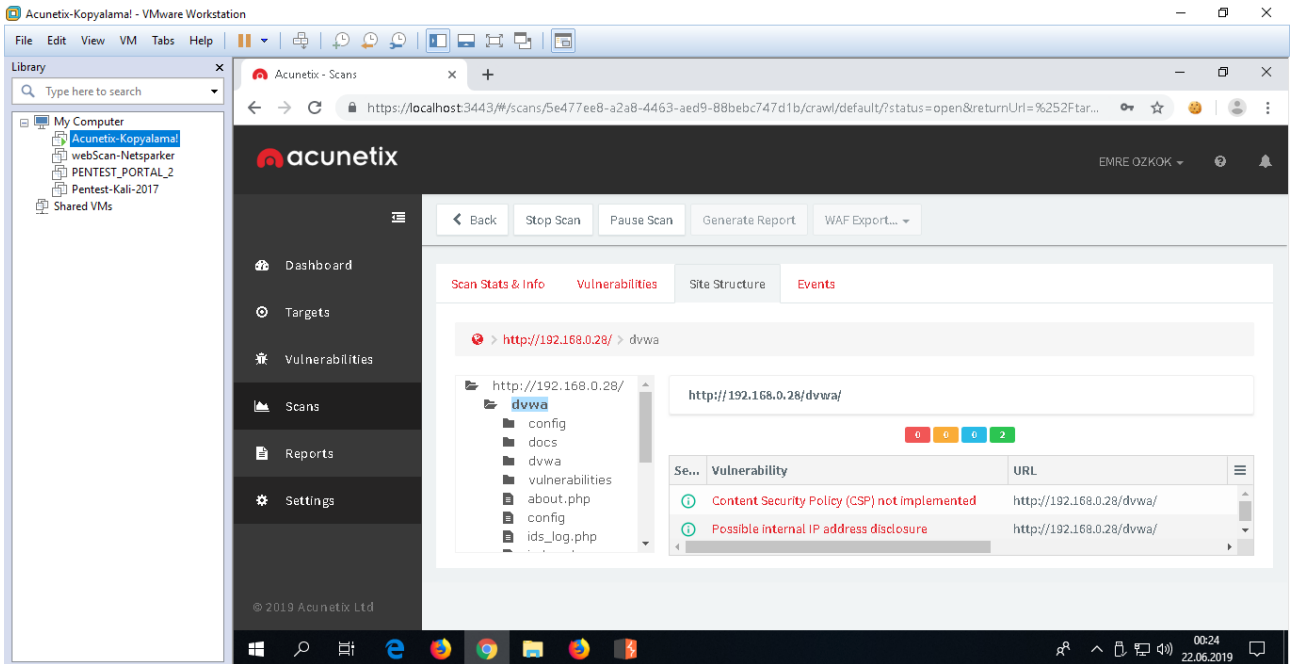 Acunetix-Kopyalama! - VMware Workstation
File Edit View VM Tabs Help
Library
Type here to search
My Computer
Acunetix-Kopyalama!
webScan-Netsparker
PENTEST_PORTAL_2
Pentest-Kali-2017
Shared VMs
Acunetix - Scans
https://localhost:3443/#/scans/5e477ee8-a2a8-4463-aed9-88bebc747d1b/crawl/default/?status=open&returnUrl=%252Ftar...
acunetix
EMRE OZKOK
Dashboard
Targets
Vulnerabilities
Scans
Reports
Settings
© 2019 Acunetix Ltd
Back Stop Scan Pause Scan Generate Report WAF Export...
Scan Stats & Info Vulnerabilities Site Structure Events
> http://192.168.0.28/ > dvwa
http://192.168.0.28/
dvwa
config
docs
dvwa
vulnerabilities
about.php
config
ids_log.php
http://192.168.0.28/dvwa/
0 0 0 2
Se... Vulnerability URL
Content Security Policy (CSP) not implemented http://192.168.0.28/dvwa/
Possible internal IP address disclosure http://192.168.0.28/dvwa/
00:24
22.06.2019